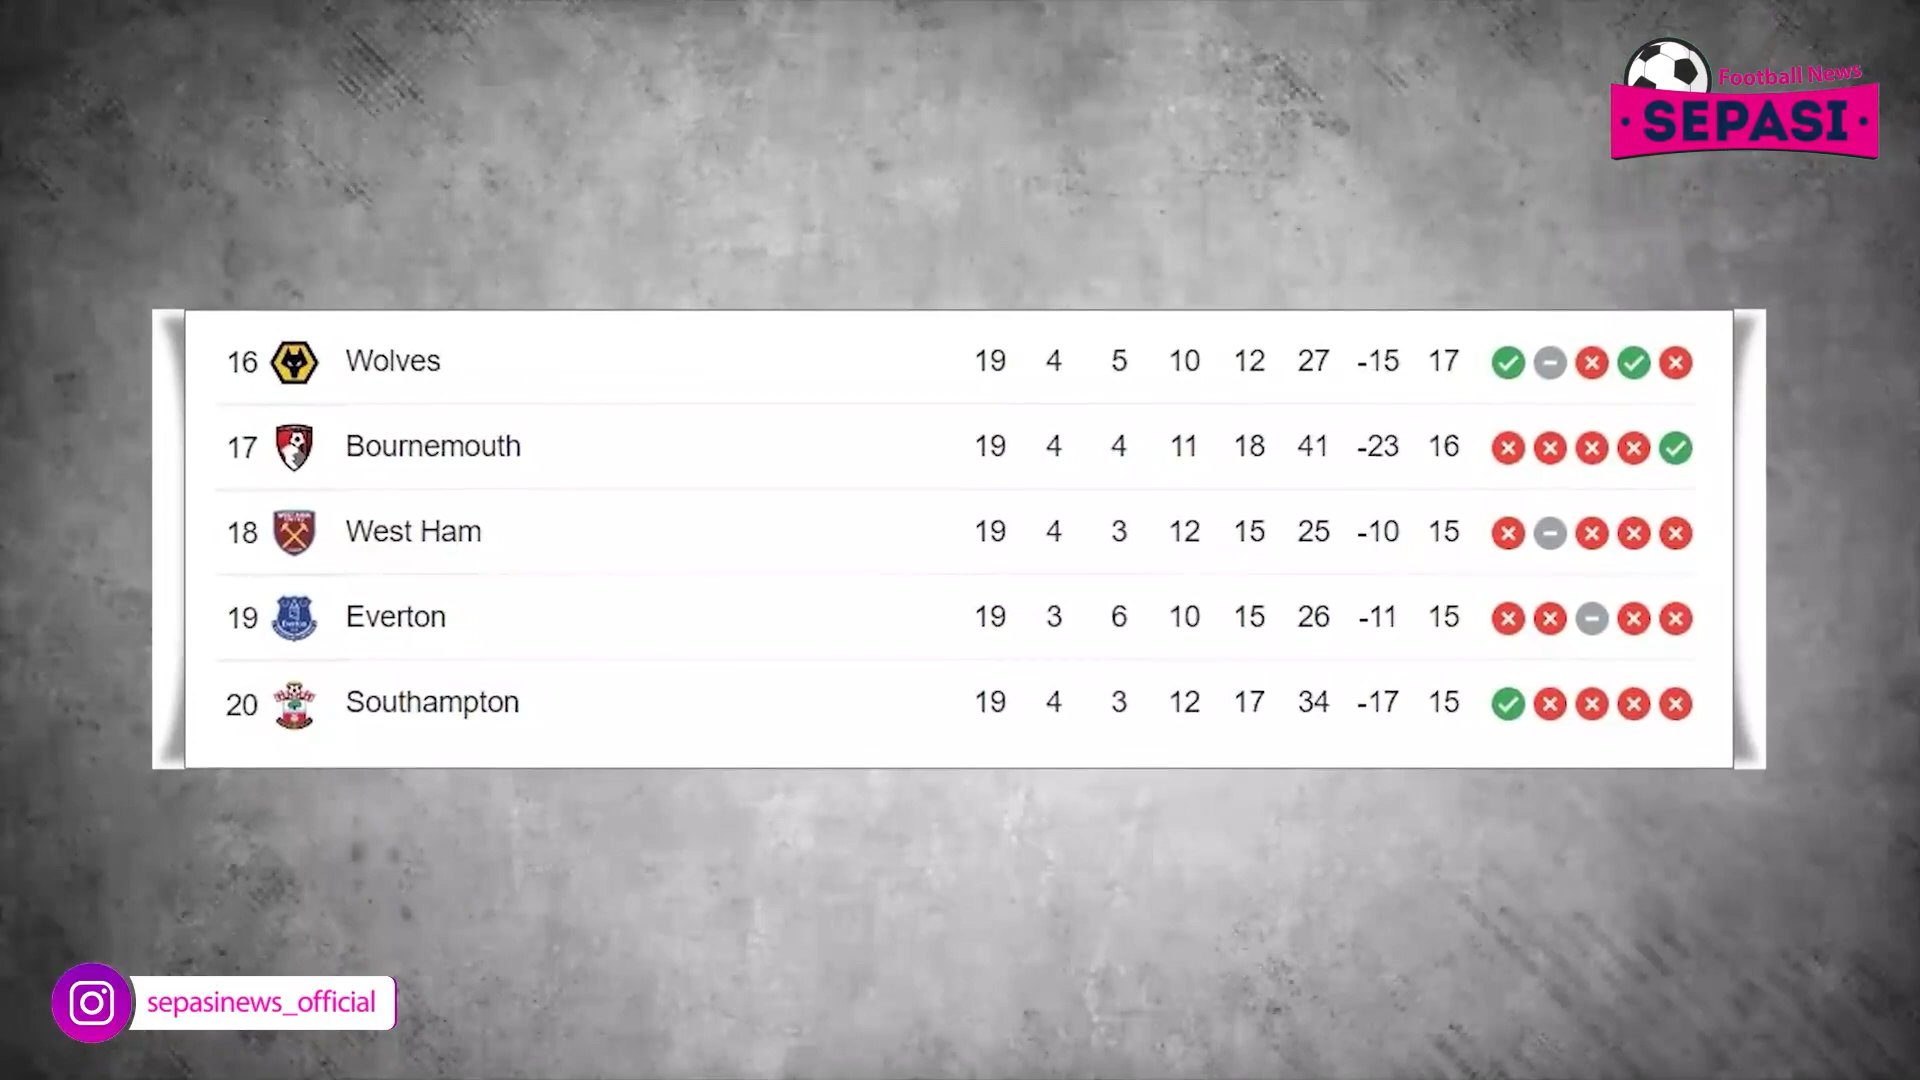 Football News
• SEPASI •
16 Wolves 19 4 5 10 12 27 -15 17
17 Bournemouth 19 4 4 11 18 41 -23 16
18 West Ham 19 4 3 12 15 25 -10 15
19 Everton 19 3 6 10 15 26 -11 15
20 Southampton 19 4 3 12 17 34 -17 15
sepasinews_official